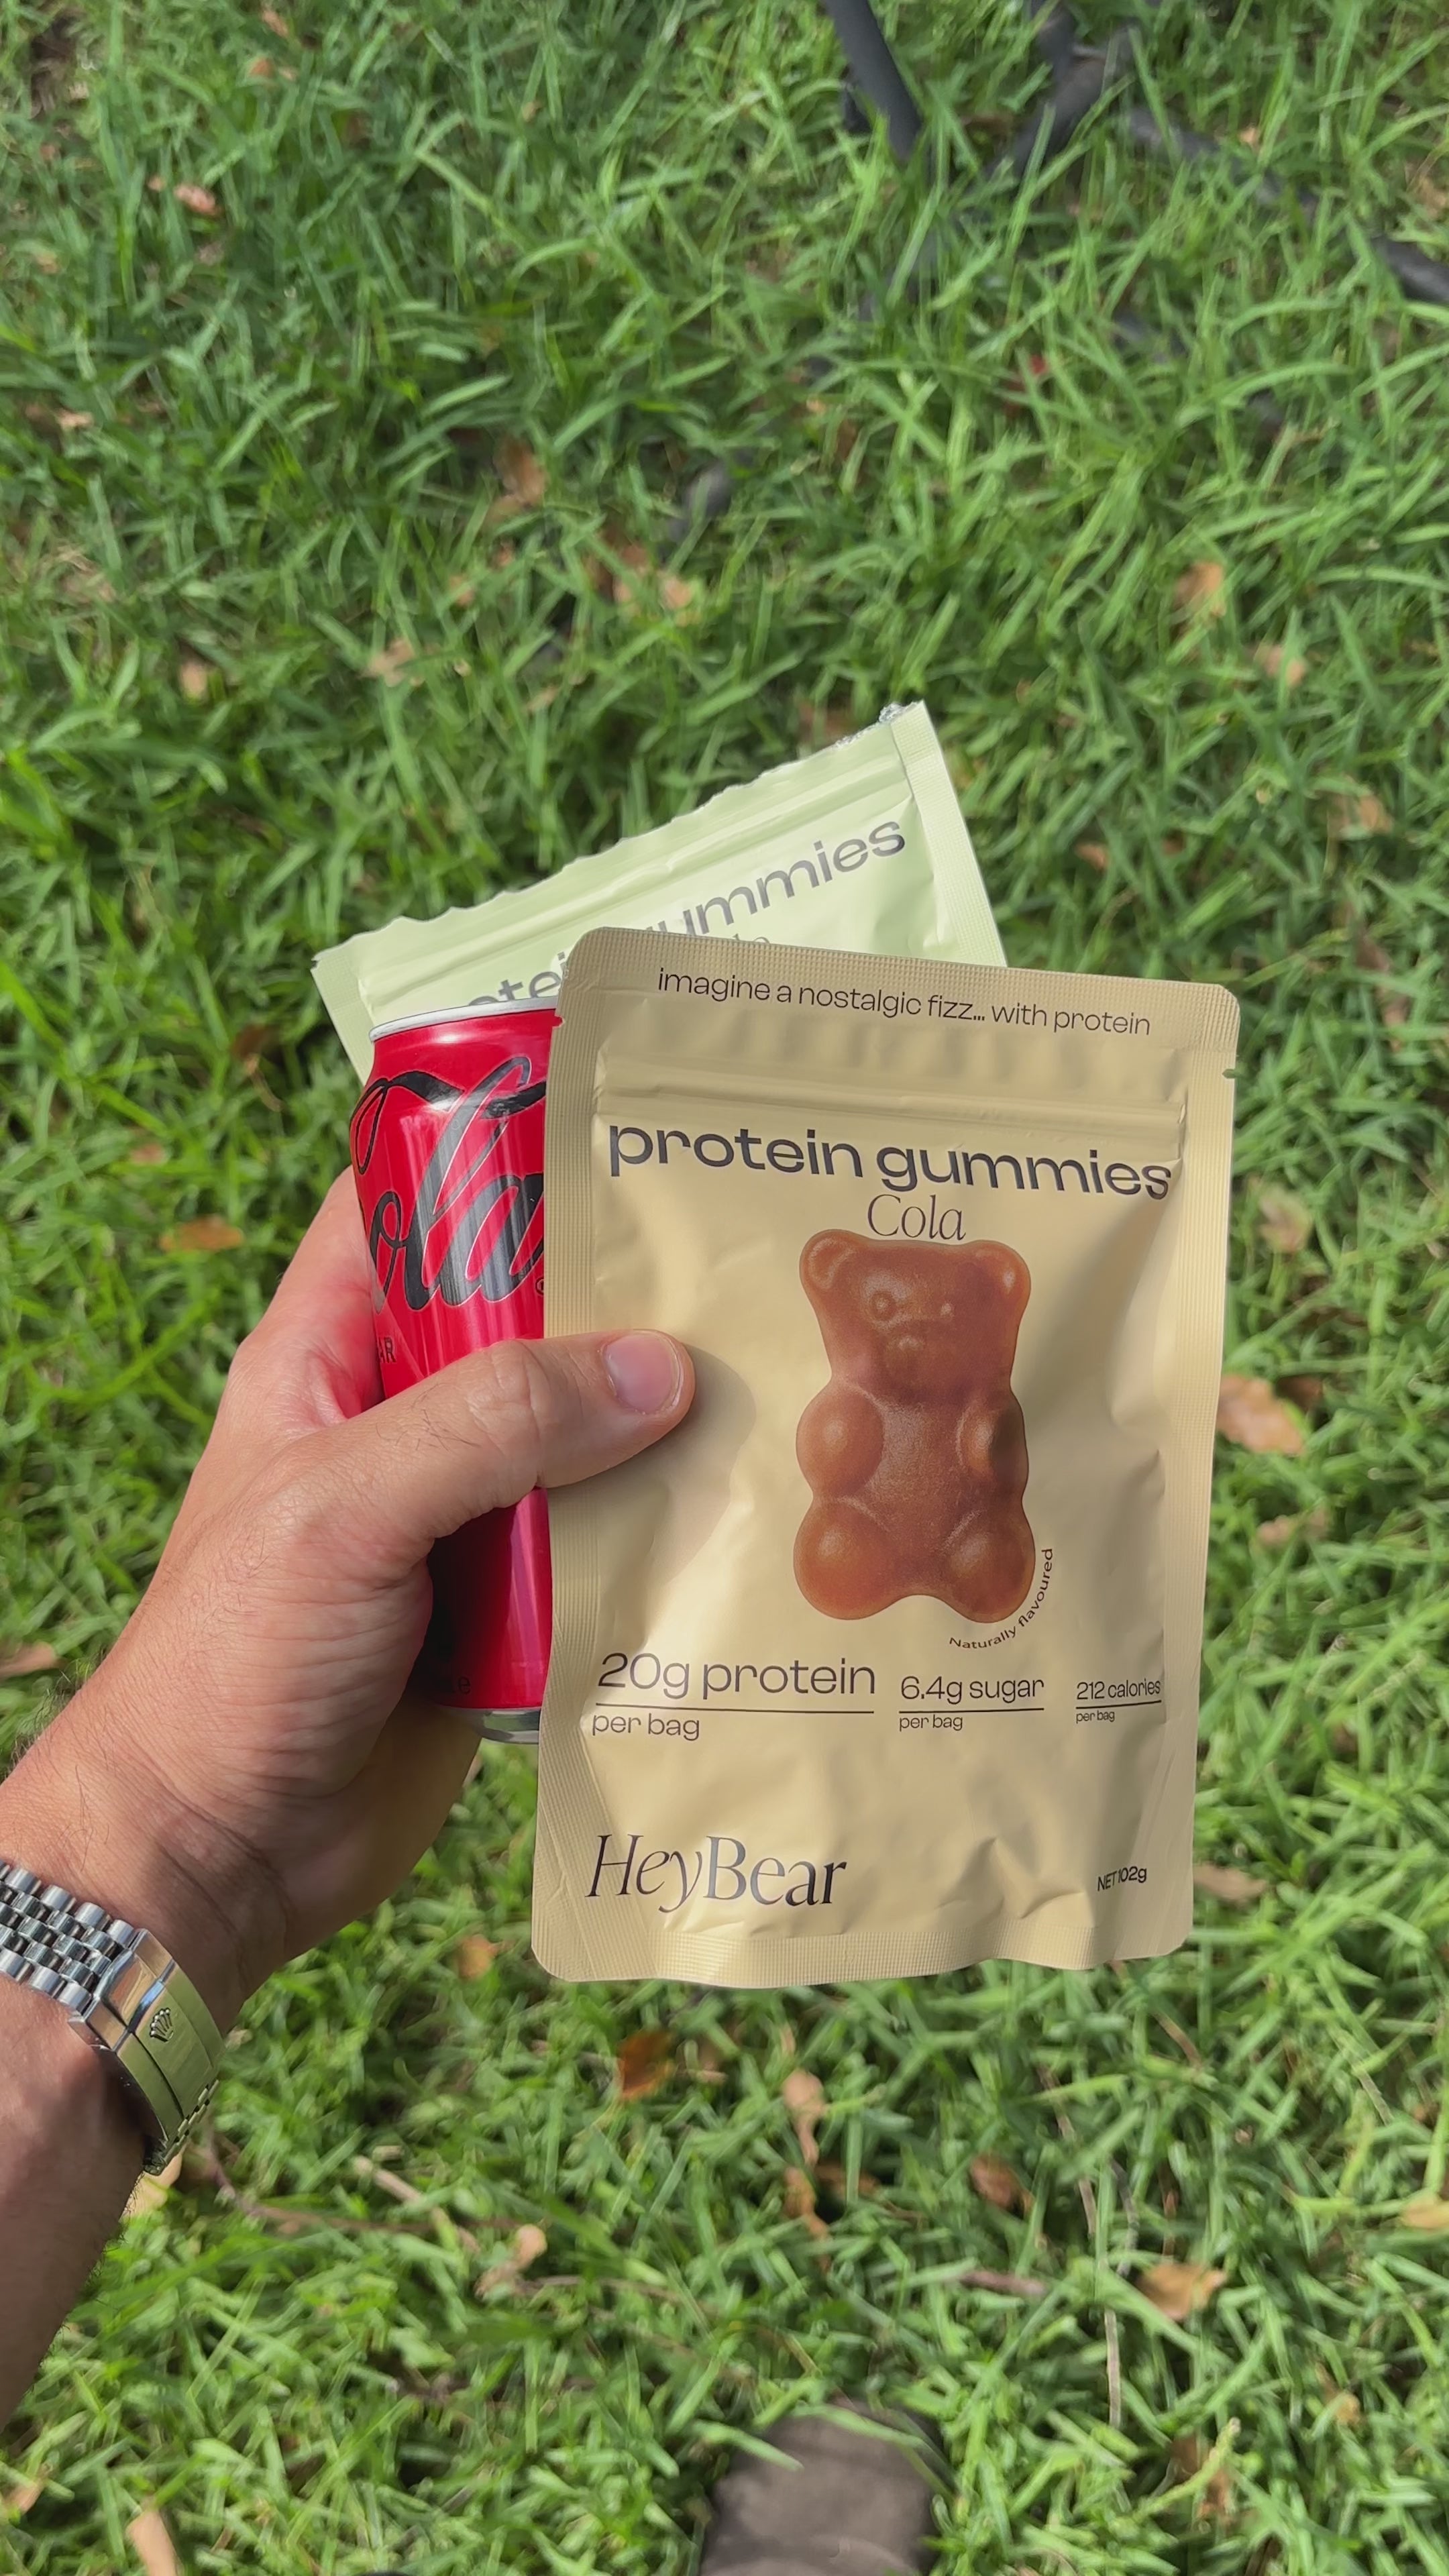 gummies
imagine a nostalgic fizz... with protein
protein gummies
Cola
Naturally flavoured
20g protein
per bag
6.4g sugar
per bag
212 calories
per bag
HeyBear
NET 102g